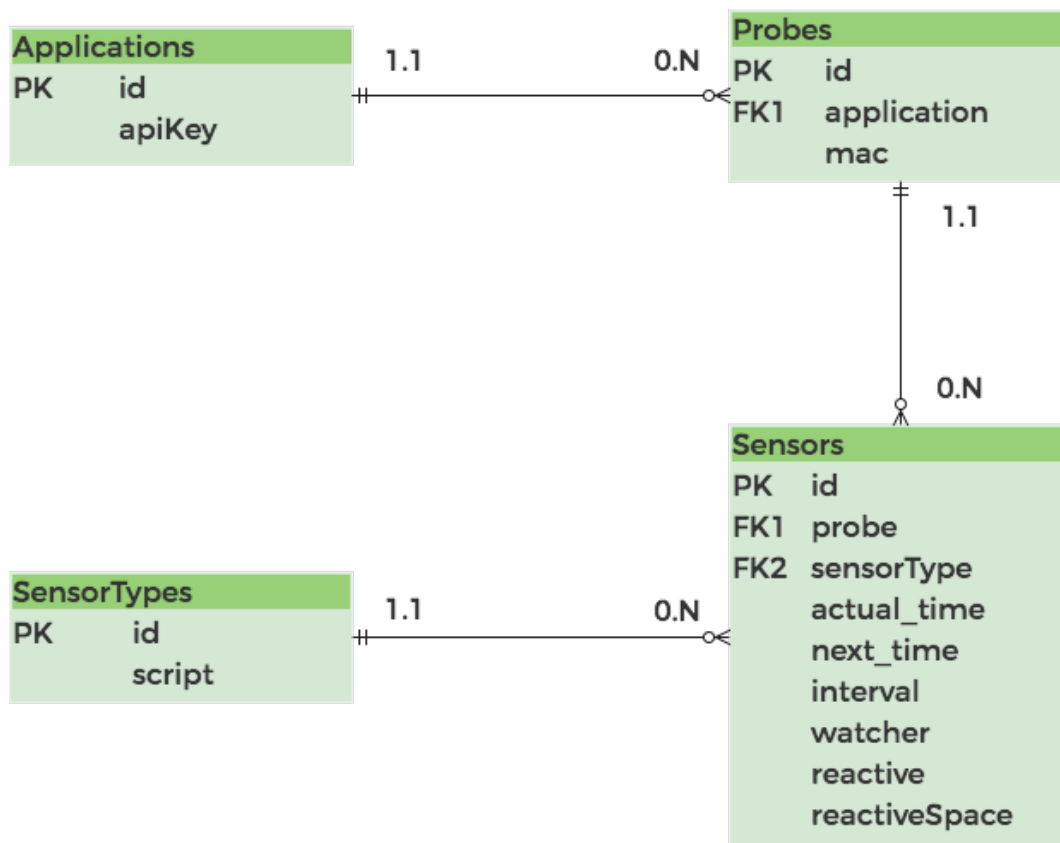 Applications
PK id
apiKey
1.1
0.N
Probes
PK id
FK1 application
mac
1.1
0.N
SensorTypes
PK id
script
1.1
0.N
Sensors
PK id
FK1 probe
FK2 sensorType
actual_time
next_time
interval
watcher
reactive
reactiveSpace